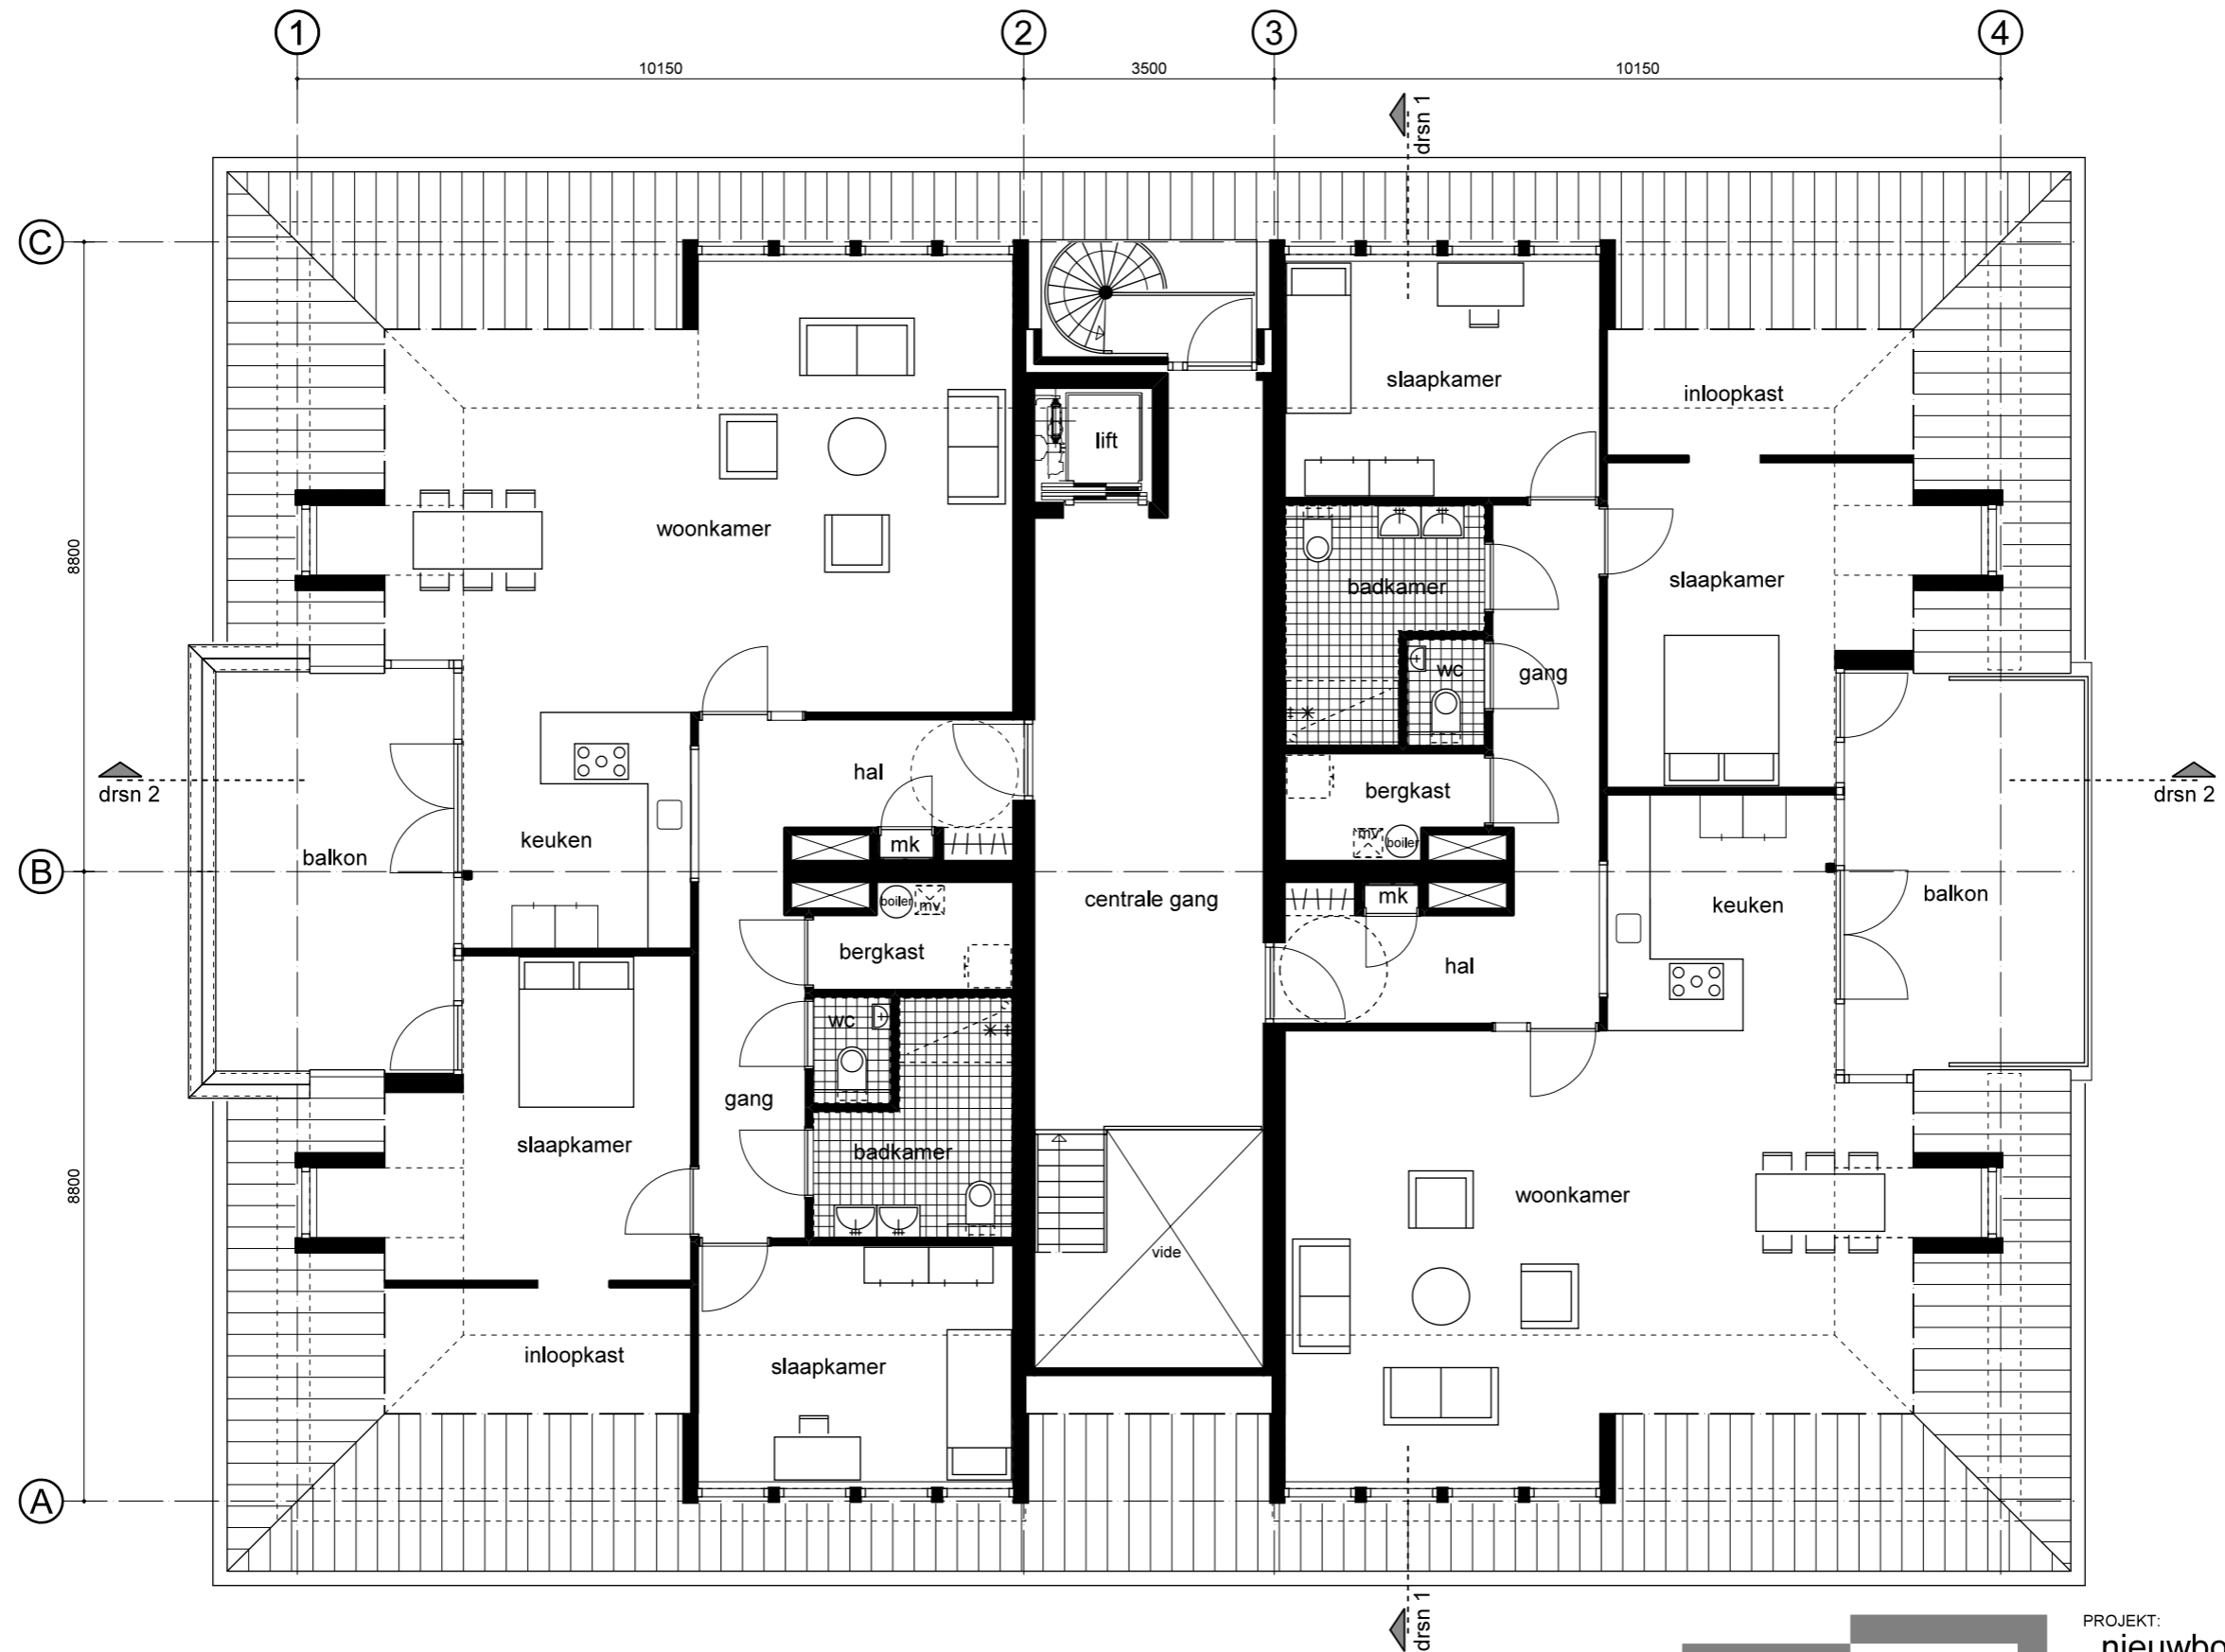 1
2
3
4
10150
3500
10150
drsn 1
C
slaapkamer
inloopkast
lift
woonkamer
8800
badkamer
slaapkamer
wc
gang
hal
bergkast
drsn 2
drsn 2
keuken
mk
mv
boiler
balkon
B
centrale gang
boiler
mv
mk
keuken
balkon
bergkast
hal
wc
gang
slaapkamer
badkamer
8800
woonkamer
vide
inloopkast
slaapkamer
A
drsn 1
PROJEKT: